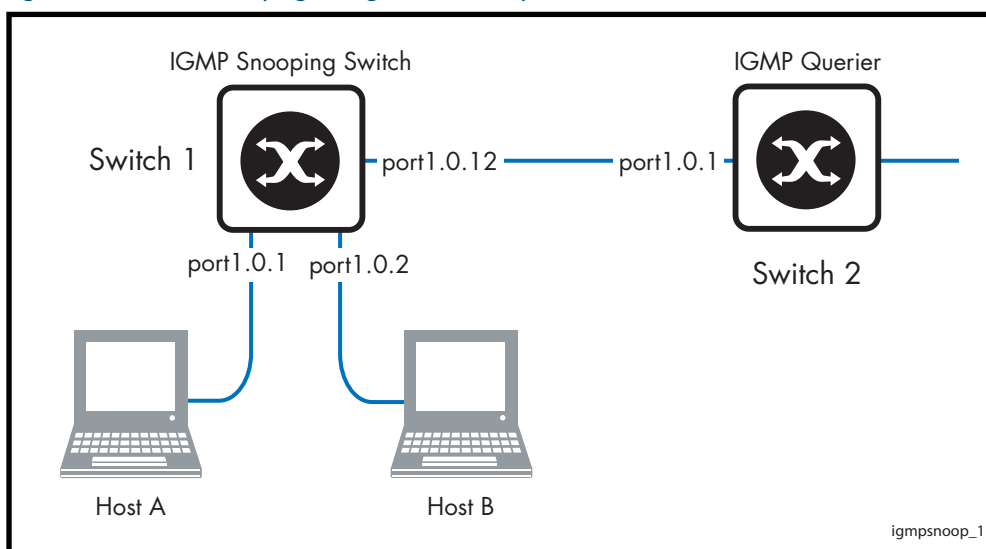 IGMP Snooping Switch
IGMP Querier
Switch 1
port1.0.12
port1.0.1
Switch 2
port1.0.1
port1.0.2
Host A
Host B
igmpsnoop_1